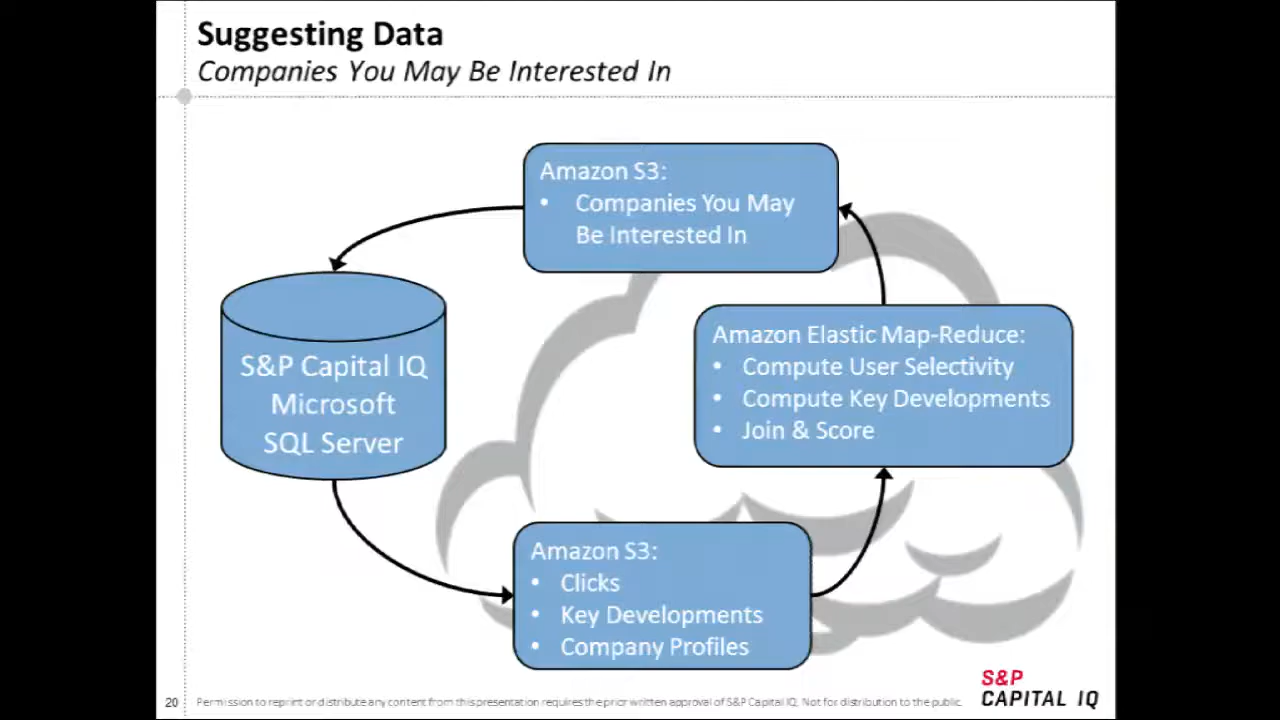 Suggesting Data
Companies You May Be Interested In
Amazon S3:
• Companies You May
Be Interested In
Amazon Elastic Map-Reduce:
• Compute User Selectivity
• Compute Key Developments
• Join & Score
S&P Capital IQ
Microsoft
SQL Server
Amazon S3:
• Clicks
• Key Developments
• Company Profiles
20 Permission to reprint or distribute any content from this presentation requires the prior written approval of S&P Capital IQ. Not for distribution to the public.
S&P
CAPITAL IQ